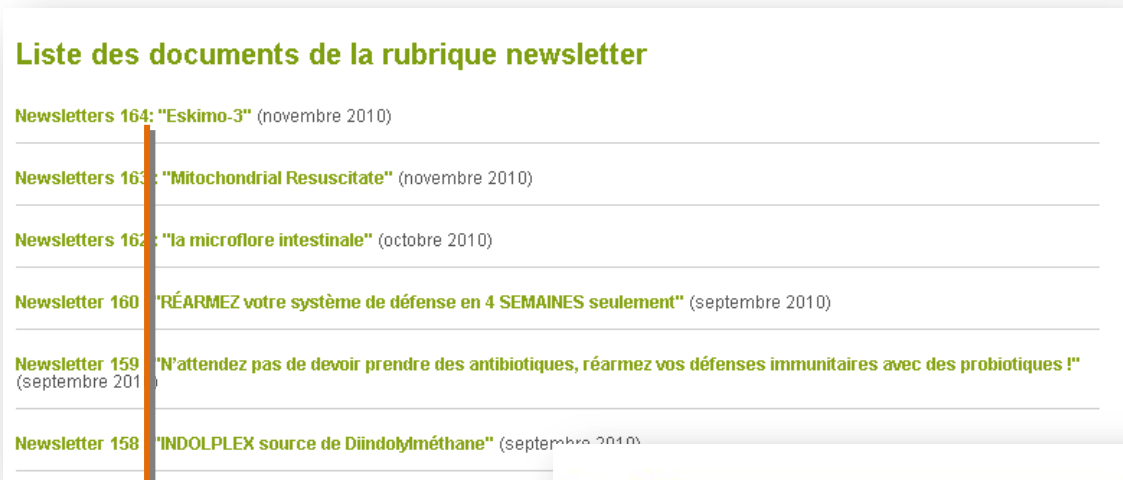 Liste des documents de la rubrique newsletter
Newsletters 164: "Eskimo-3" (novembre 2010)
Newsletters 163: "Mitochondrial Resuscitate" (novembre 2010)
Newsletters 162: "la microflore intestinale" (octobre 2010)
Newsletter 160 "RÉARMEZ votre système de défense en 4 SEMAINES seulement" (septembre 2010)
Newsletter 159 "N'attendez pas de devoir prendre des antibiotiques, réarmez vos défenses immunitaires avec des probiotiques !"
(septembre 2010)
Newsletter 158 "INDOLPLEX source de Diindolylméthane" (septembre 2010)